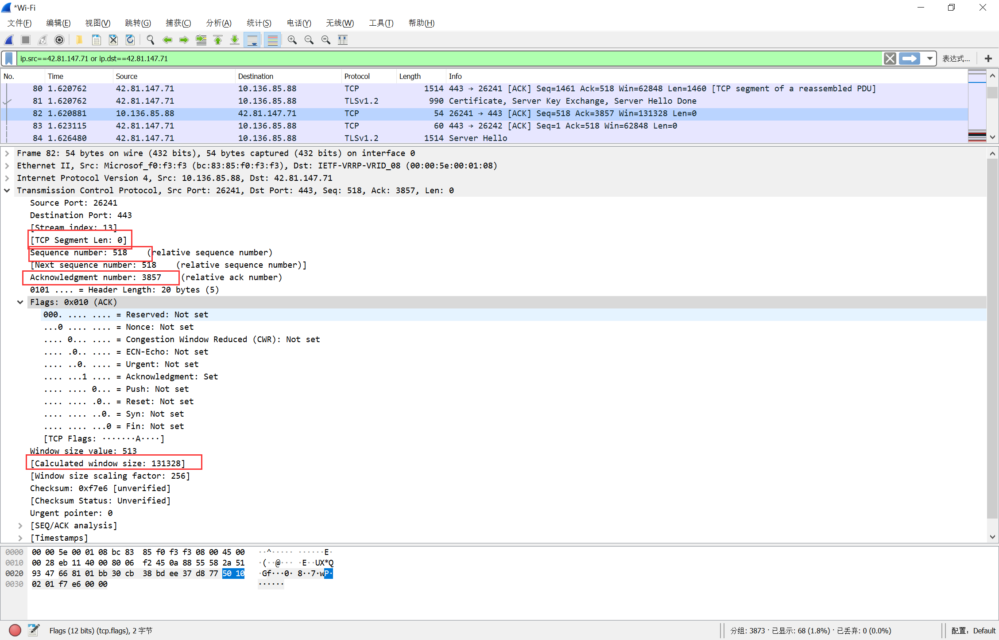 *Wi-Fi
文件(F) 编辑(E) 视图(V) 跳转(G) 捕获(C) 分析(A) 统计(S) 电话(Y) 无线(W) 工具(T) 帮助(H)
ip.src==42.81.147.71 or ip.dst==42.81.147.71 表达式… +
No. Time Source Destination Protocol Length Info
80 1.620762 42.81.147.71 10.136.85.88 TCP 1514 443 → 26241 [ACK] Seq=1461 Ack=518 Win=62848 Len=1460 [TCP segment of a reassembled PDU]
81 1.620762 42.81.147.71 10.136.85.88 TLSv1.2 990 Certificate, Server Key Exchange, Server Hello Done
82 1.620881 10.136.85.88 42.81.147.71 TCP 54 26241 → 443 [ACK] Seq=518 Ack=3857 Win=131328 Len=0
83 1.623115 42.81.147.71 10.136.85.88 TCP 60 443 → 26242 [ACK] Seq=1 Ack=518 Win=62848 Len=0
84 1.626480 42.81.147.71 10.136.85.88 TLSv1.2 1514 Server Hello
Frame 82: 54 bytes on wire (432 bits), 54 bytes captured (432 bits) on interface 0
Ethernet II, Src: Microsof_f0:f3:f3 (bc:83:85:f0:f3:f3), Dst: IETF-VRRP-VRID_08 (00:00:5e:00:01:08)
Internet Protocol Version 4, Src: 10.136.85.88, Dst: 42.81.147.71
Transmission Control Protocol, Src Port: 26241, Dst Port: 443, Seq: 518, Ack: 3857, Len: 0
Source Port: 26241
Destination Port: 443
[Stream index: 13]
[TCP Segment Len: 0]
Sequence number: 518    (relative sequence number)
[Next sequence number: 518    (relative sequence number)]
Acknowledgment number: 3857    (relative ack number)
0101 .... = Header Length: 20 bytes (5)
Flags: 0x010 (ACK)
000. .... .... = Reserved: Not set
...0 .... .... = Nonce: Not set
.... 0... .... = Congestion Window Reduced (CWR): Not set
.... .0.. .... = ECN-Echo: Not set
.... ..0. .... = Urgent: Not set
.... ...1 .... = Acknowledgment: Set
.... .... 0... = Push: Not set
.... .... .0.. = Reset: Not set
.... .... ..0. = Syn: Not set
.... .... ...0 = Fin: Not set
[TCP Flags: ·······A····]
Window size value: 513
[Calculated window size: 131328]
[Window size scaling factor: 256]
Checksum: 0xf7e6 [unverified]
[Checksum Status: Unverified]
Urgent pointer: 0
[SEQ/ACK analysis]
[Timestamps]
0000 00 00 5e 00 01 08 bc 83 85 f0 f3 f3 08 00 45 00 ··^····· ······E·
0010 00 28 eb 11 40 00 80 06 f2 45 0a 88 55 58 2a 51 ·(··@··· ·E··UX*Q
0020 93 47 66 81 01 bb 30 cb 38 bd ee 37 d8 77 50 10 ·Gf···0· 8··7·wP·
0030 02 01 f7 e6 00 00 ······
Flags (12 bits) (tcp.flags), 2 字节 分组: 3873 · 已显示: 68 (1.8%) · 已丢弃: 0 (0.0%) 配置: Default